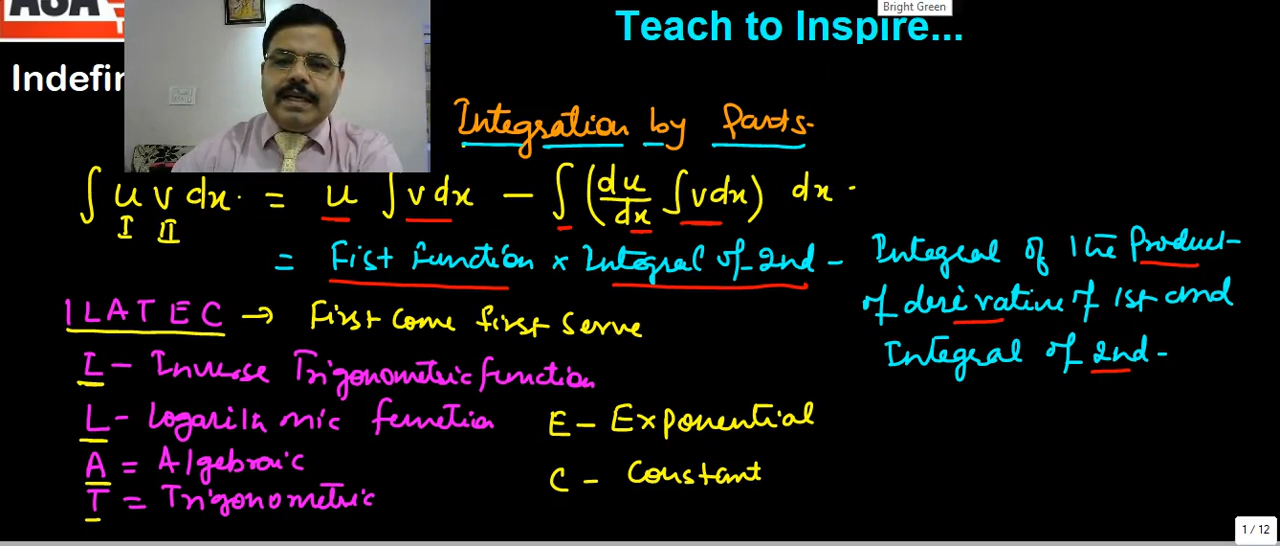 Bright Green
Teach to Inspire...
Indefi
Integration by Parts.
∫ u v dx. = u ∫ v dx − ∫ (du/dx ∫ v dx) dx.
I II
= Fist function × Integral of 2nd - Integral of the Product
of derivative of 1st and
Integral of 2nd -
ILATEC → First come first serve
I - Inverse Trigonometric function
L - Logarithmic function
A = Algebraic
T = Trigonometric
E - Exponential
C - Constant
1 / 12